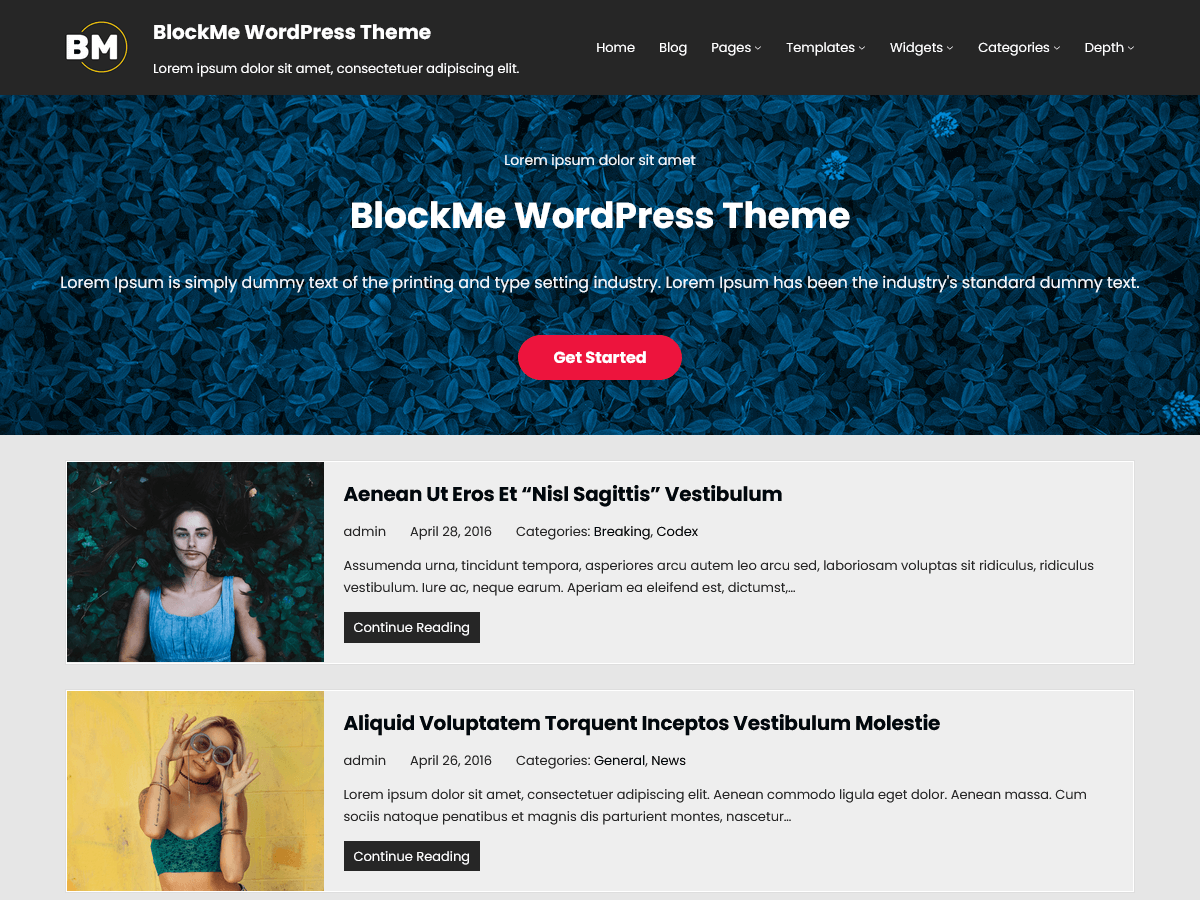 BM
BlockMe WordPress Theme
Lorem ipsum dolor sit amet, consectetuer adipiscing elit.
Home Blog Pages Templates Widgets Categories Depth
Lorem ipsum dolor sit amet
BlockMe WordPress Theme
Lorem Ipsum is simply dummy text of the printing and type setting industry. Lorem Ipsum has been the industry's standard dummy text.
Get Started
Aenean Ut Eros Et “Nisl Sagittis” Vestibulum
admin April 28, 2016 Categories: Breaking, Codex
Assumenda urna, tincidunt tempora, asperiores arcu autem leo arcu sed, laboriosam voluptas sit ridiculus, ridiculus
vestibulum. Iure ac, neque earum. Aperiam ea eleifend est, dictumst,...
Continue Reading
Aliquid Voluptatem Torquent Inceptos Vestibulum Molestie
admin April 26, 2016 Categories: General, News
Lorem ipsum dolor sit amet, consectetuer adipiscing elit. Aenean commodo ligula eget dolor. Aenean massa. Cum
sociis natoque penatibus et magnis dis parturient montes, nascetur...
Continue Reading